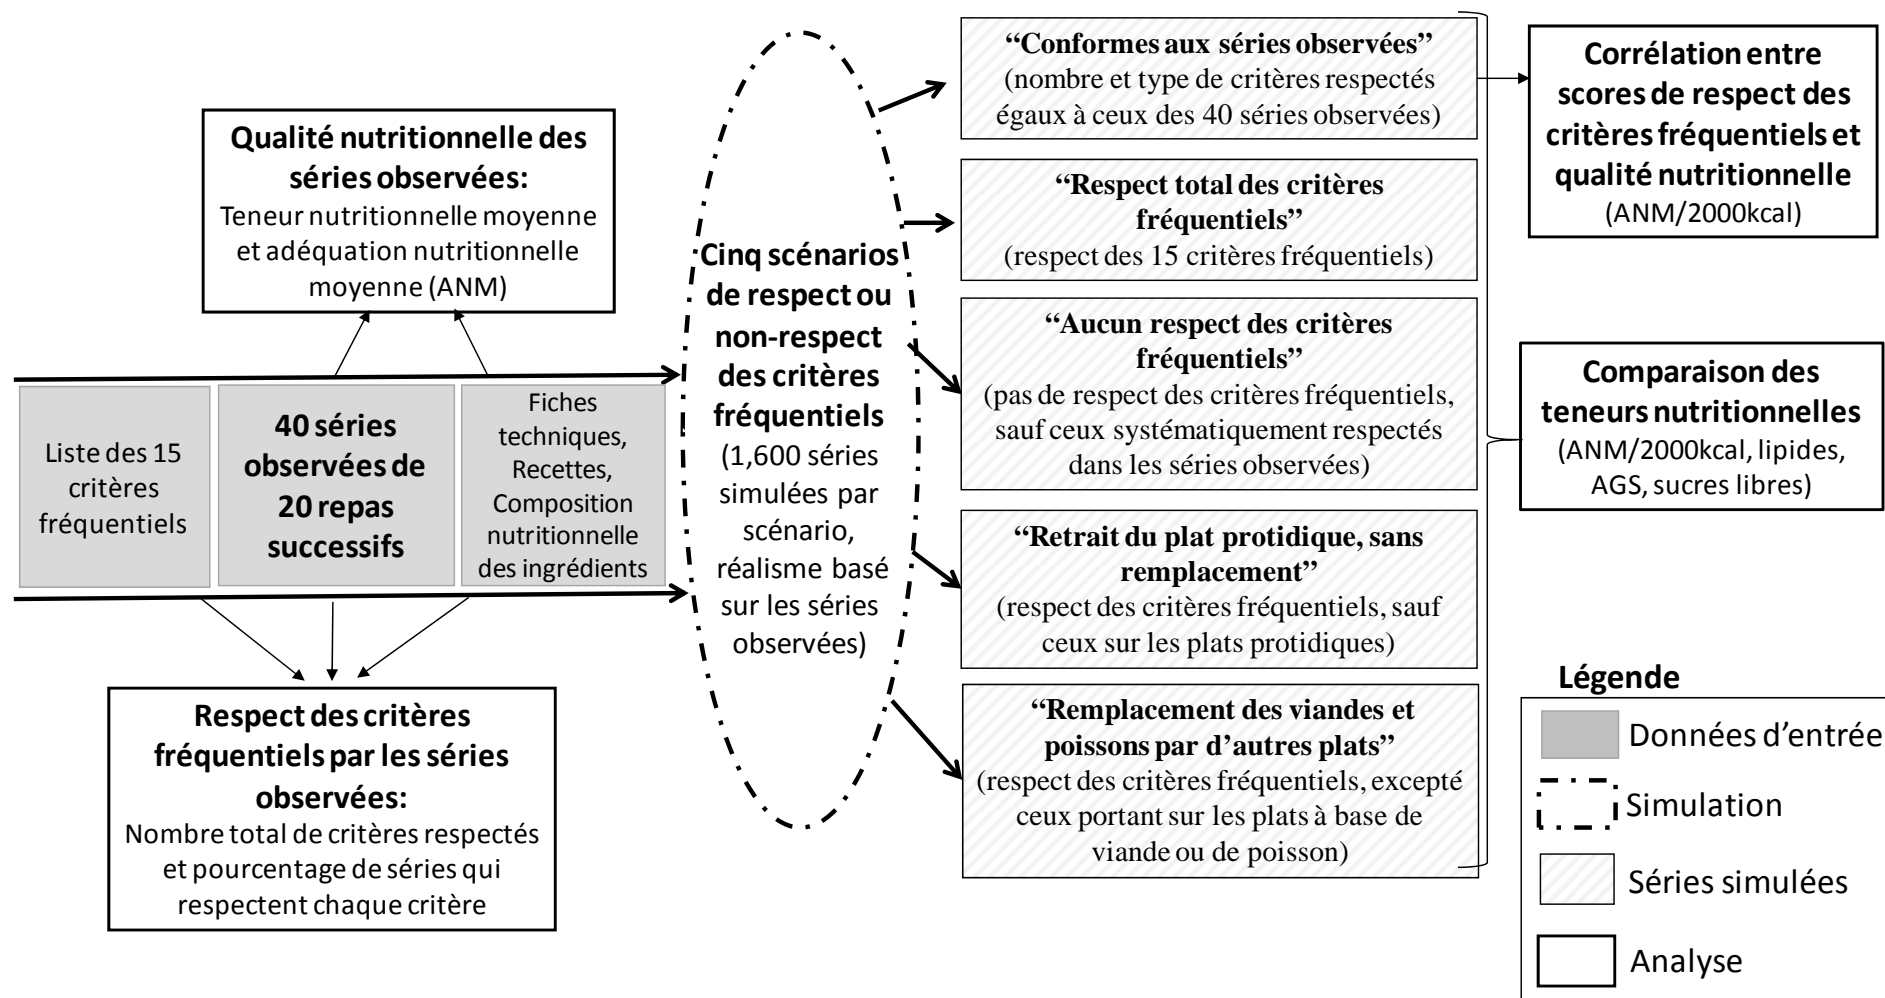 Qualité nutritionnelle des
séries observées:
Teneur nutritionnelle moyenne
et adéquation nutritionnelle
moyenne (ANM)
Liste des 15
critères
fréquentiels
40 séries
observées de
20 repas
successifs
Fiches
techniques,
Recettes,
Composition
nutritionnelle
des ingrédients
Respect des critères
fréquentiels par les séries
observées:
Nombre total de critères respectés
et pourcentage de séries qui
respectent chaque critère
Cinq scénarios
de respect ou
non-respect
des critères
fréquentiels
(1,600 séries
simulées par
scénario,
réalisme basé
sur les séries
observées)
“Conformes aux séries observées”
(nombre et type de critères respectés
égaux à ceux des 40 séries observées)
“Respect total des critères
fréquentiels”
(respect des 15 critères fréquentiels)
“Aucun respect des critères
fréquentiels”
(pas de respect des critères fréquentiels,
sauf ceux systématiquement respectés
dans les séries observées)
“Retrait du plat protidique, sans
remplacement”
(respect des critères fréquentiels, sauf
ceux sur les plats protidiques)
“Remplacement des viandes et
poissons par d’autres plats”
(respect des critères fréquentiels, excepté
ceux portant sur les plats à base de
viande ou de poisson)
Corrélation entre
scores de respect des
critères fréquentiels et
qualité nutritionnelle
(ANM/2000kcal)
Comparaison des
teneurs nutritionnelles
(ANM/2000kcal, lipides,
AGS, sucres libres)
Légende
Données d’entrée
Simulation
Séries simulées
Analyse